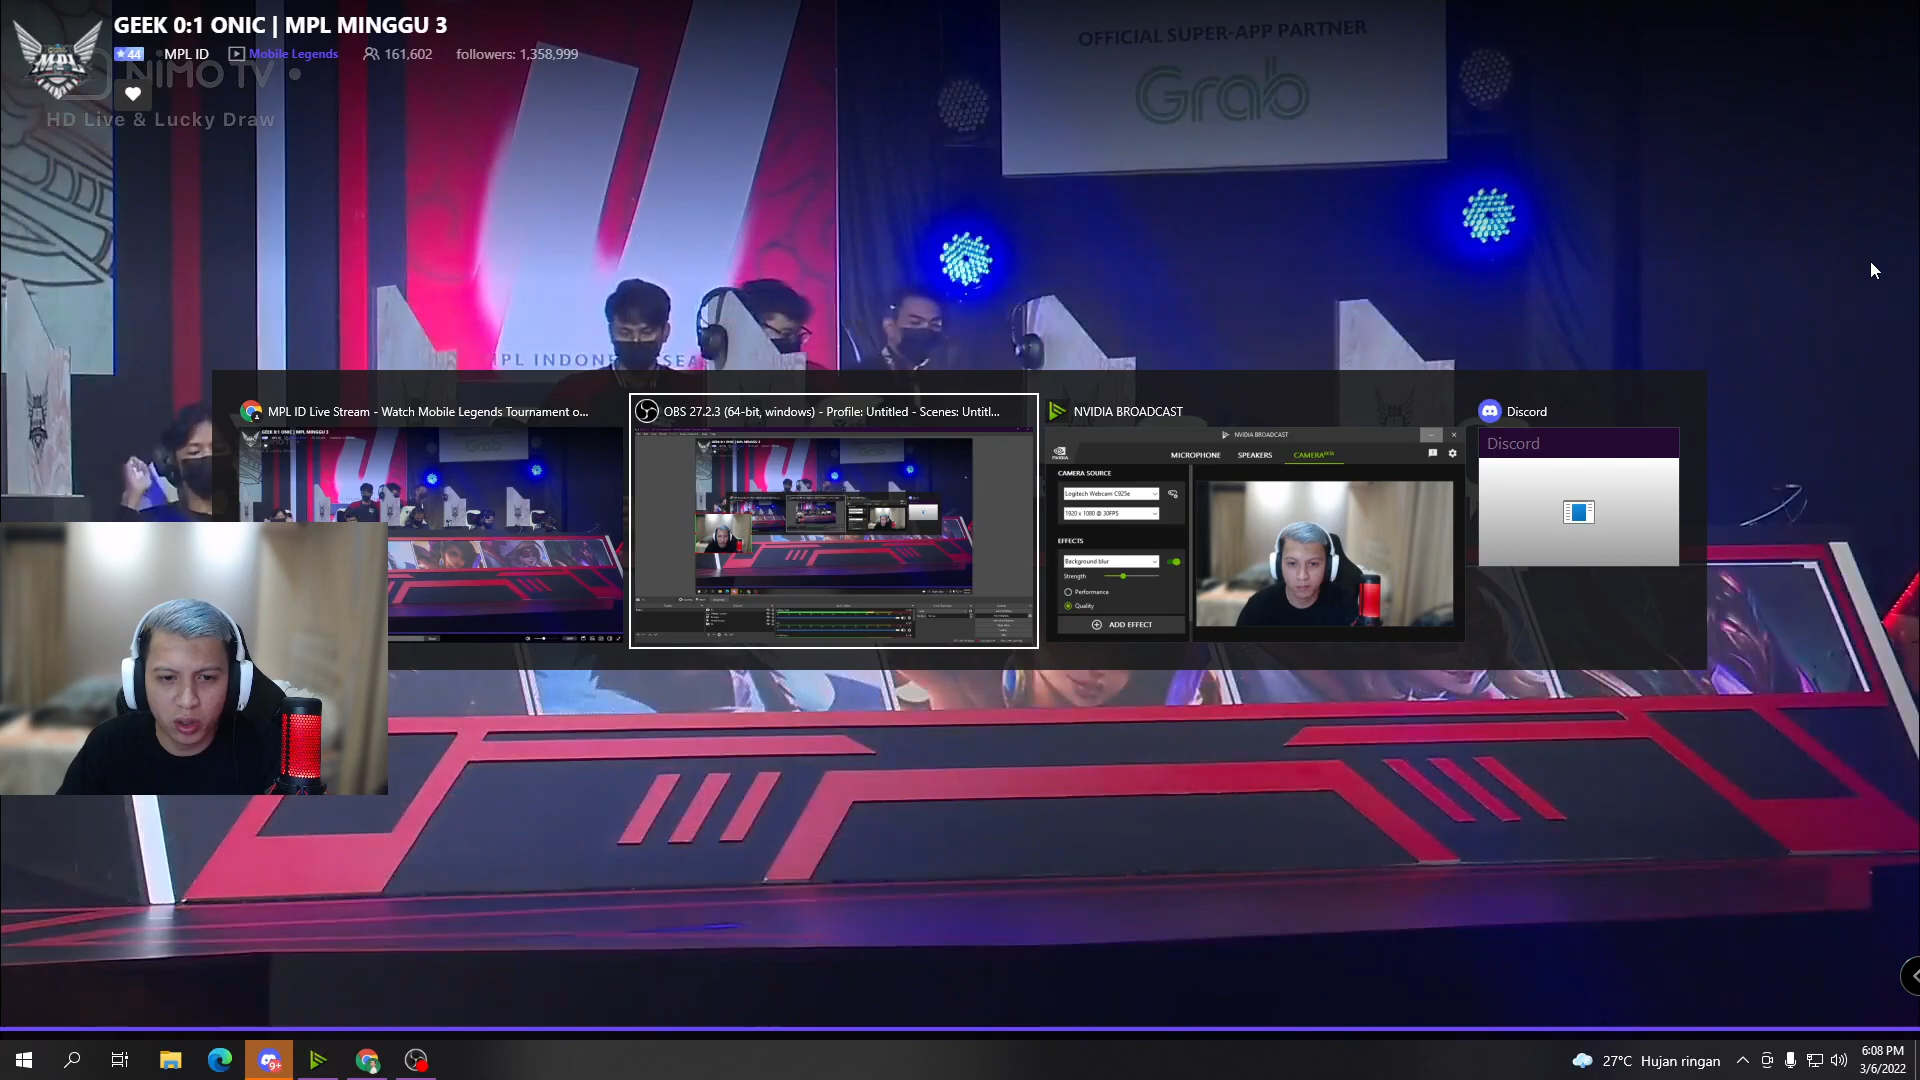 GEEK 0:1 ONIC | MPL MINGGU 3
44 MPL ID Mobile Legends 161,602 followers: 1,358,999
NIMO TV
HD Live & Lucky Draw
MPL
OFFICIAL SUPER-APP PARTNER
Grab
MPL ID Live Stream - Watch Mobile Legends Tournament o...
OBS 27.2.3 (64-bit, windows) - Profile: Untitled - Scenes: Untitl...
NVIDIA BROADCAST
Discord
NVIDIA BROADCAST
MICROPHONE SPEAKERS CAMERA BETA
CAMERA SOURCE
Logitech Webcam C925e
1920 x 1080 @ 30FPS
EFFECTS
Background blur
Strength
Performance
Quality
ADD EFFECT
Discord
9+
27°C Hujan ringan
6:08 PM
3/6/2022